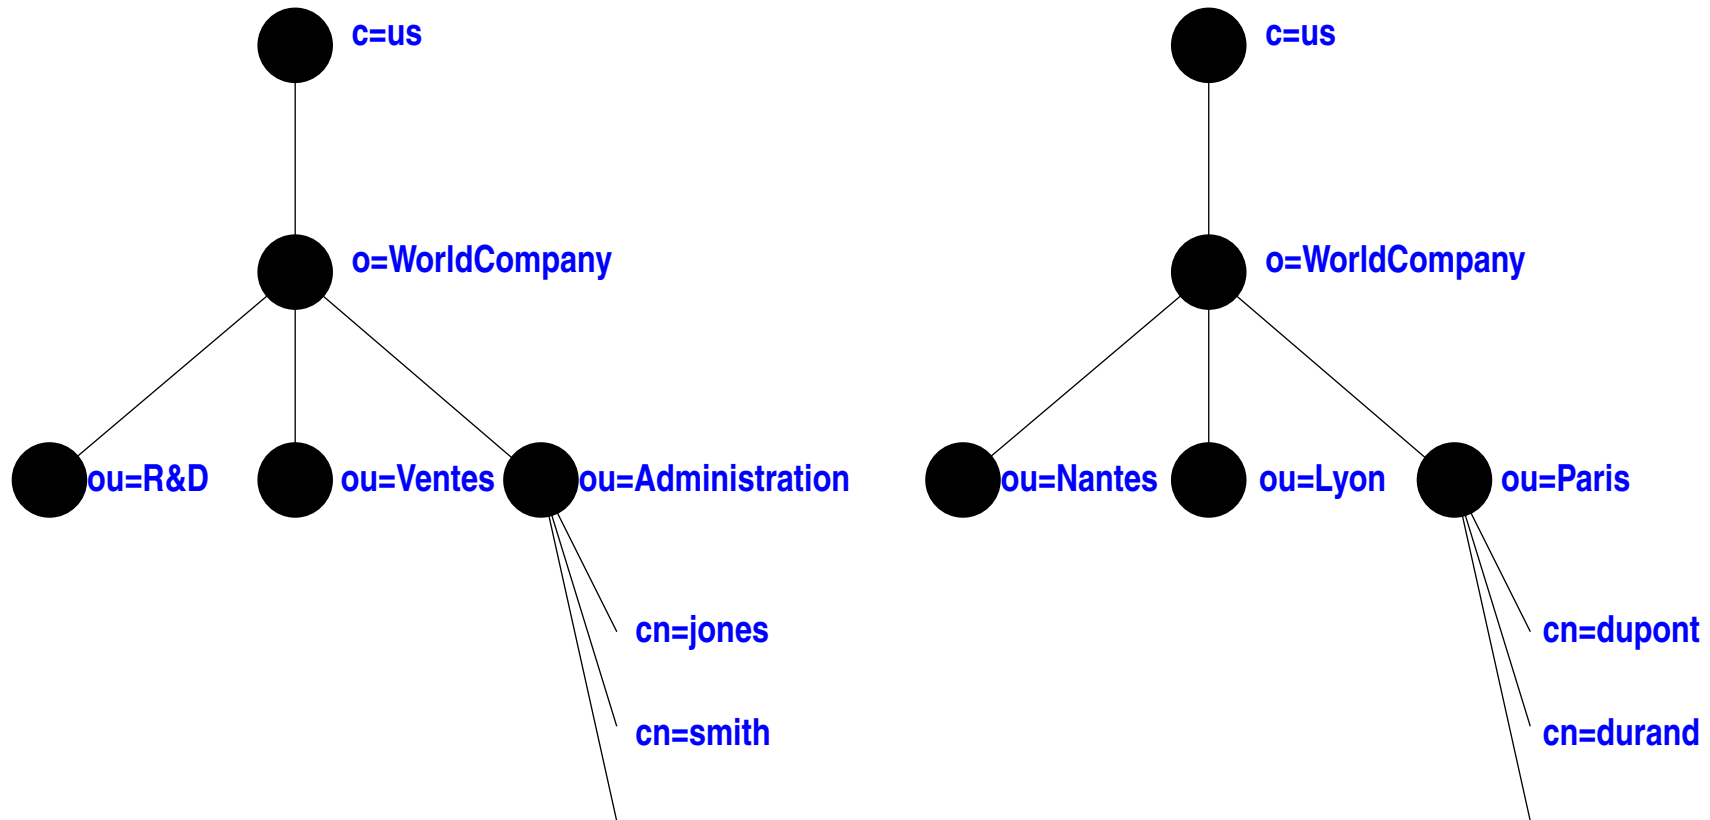 c=us
o=WorldCompany
ou=R&D
ou=Ventes
ou=Administration
cn=jones
cn=smith
c=us
o=WorldCompany
ou=Nantes
ou=Lyon
ou=Paris
cn=dupont
cn=durand